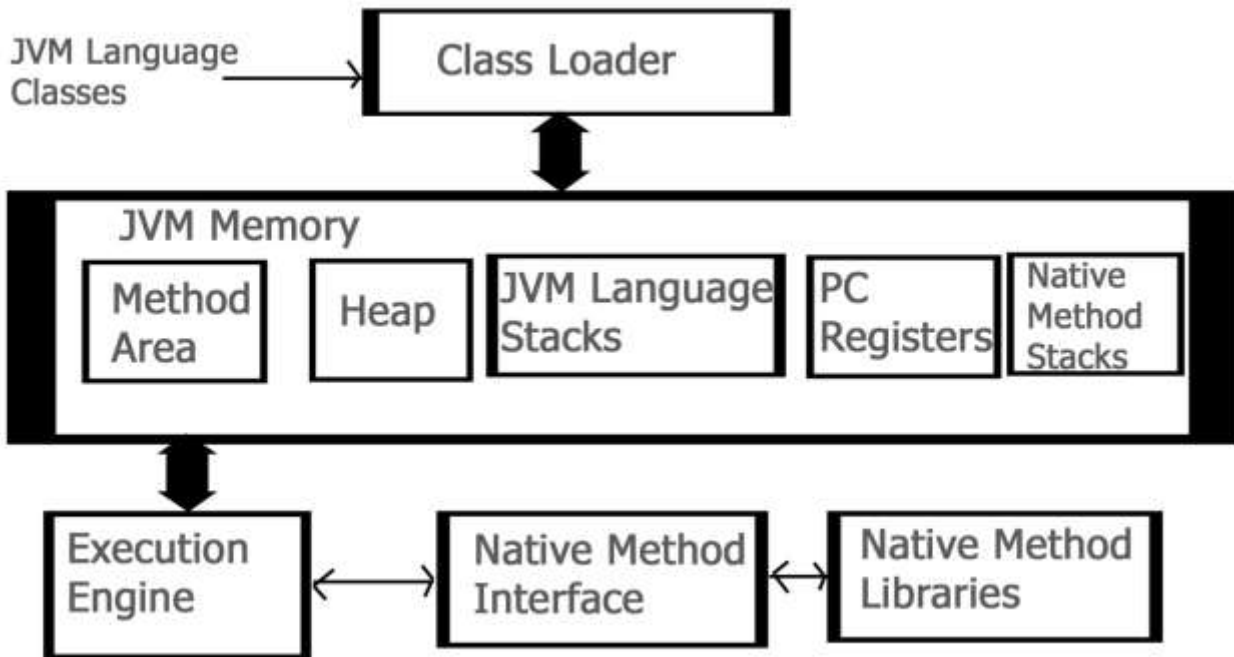 JVM Language
Classes
Class Loader
JVM Memory
Method
Area
Heap
JVM Language
Stacks
PC
Registers
Native
Method
Stacks
Execution
Engine
Native Method
Interface
Native Method
Libraries